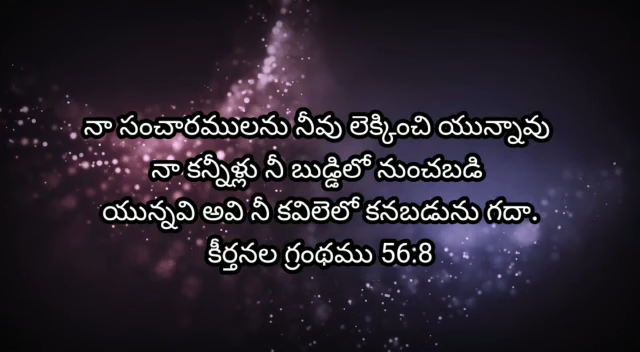 నా సంచారములను నీవు లెక్కించి యున్నావు
నా కన్నీళ్లు నీ బుడ్డిలో నుంచబడి
యున్నవి అవి నీ కవిలెలో కనబడును గదా.
కీర్తనల గ్రంథము 56:8